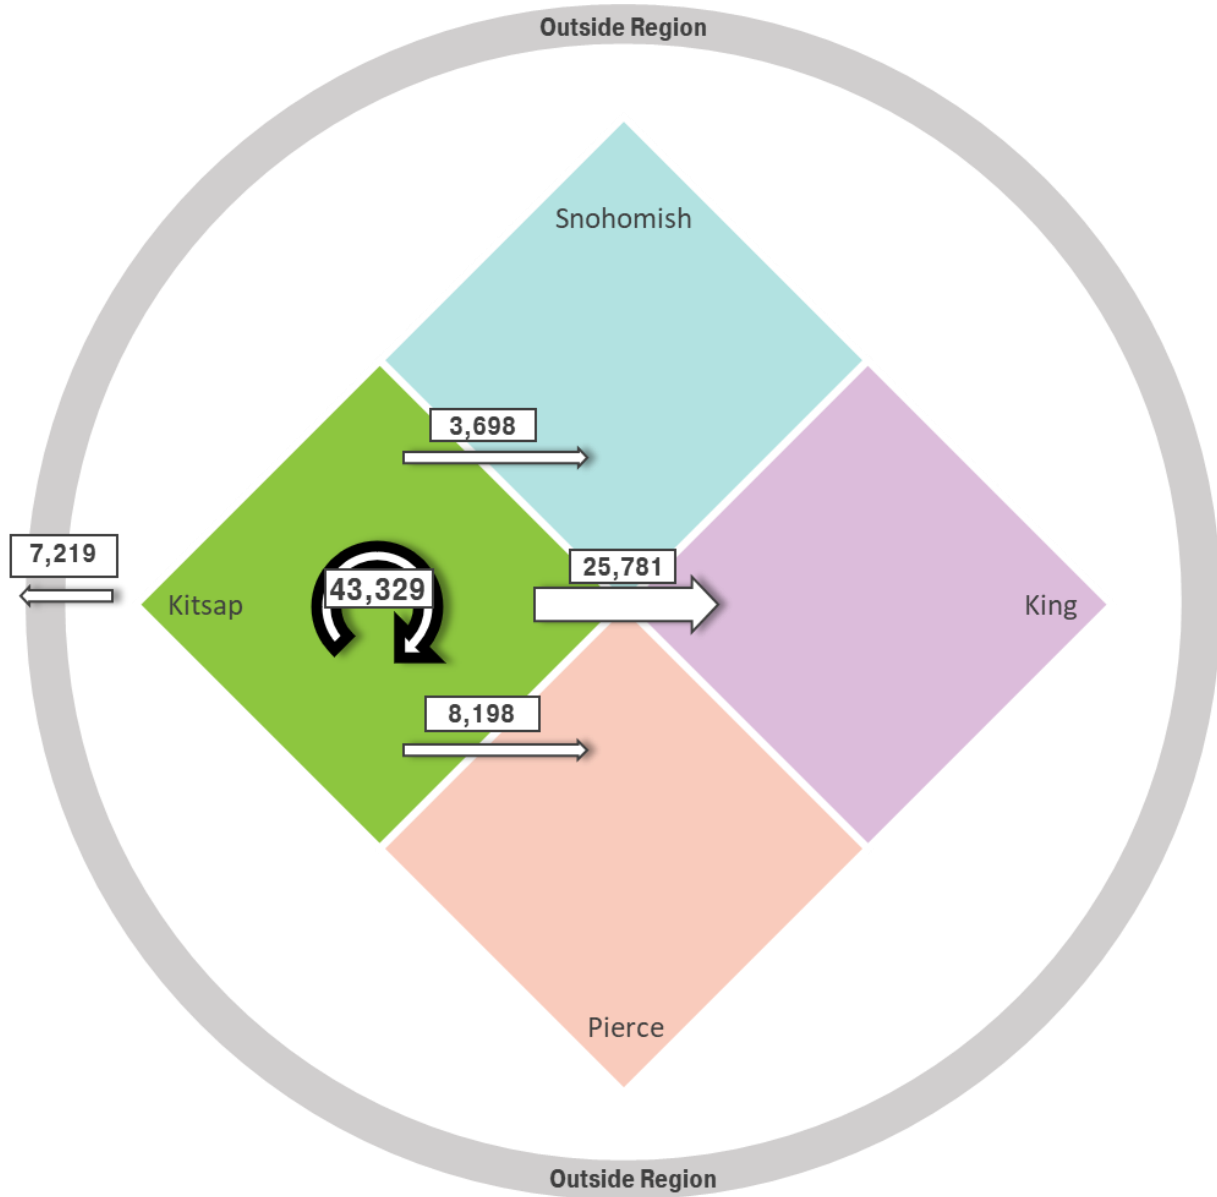 Outside Region
Snohomish
3,698
7,219
25,781
43,329
Kitsap
King
8,198
Pierce
Outside Region